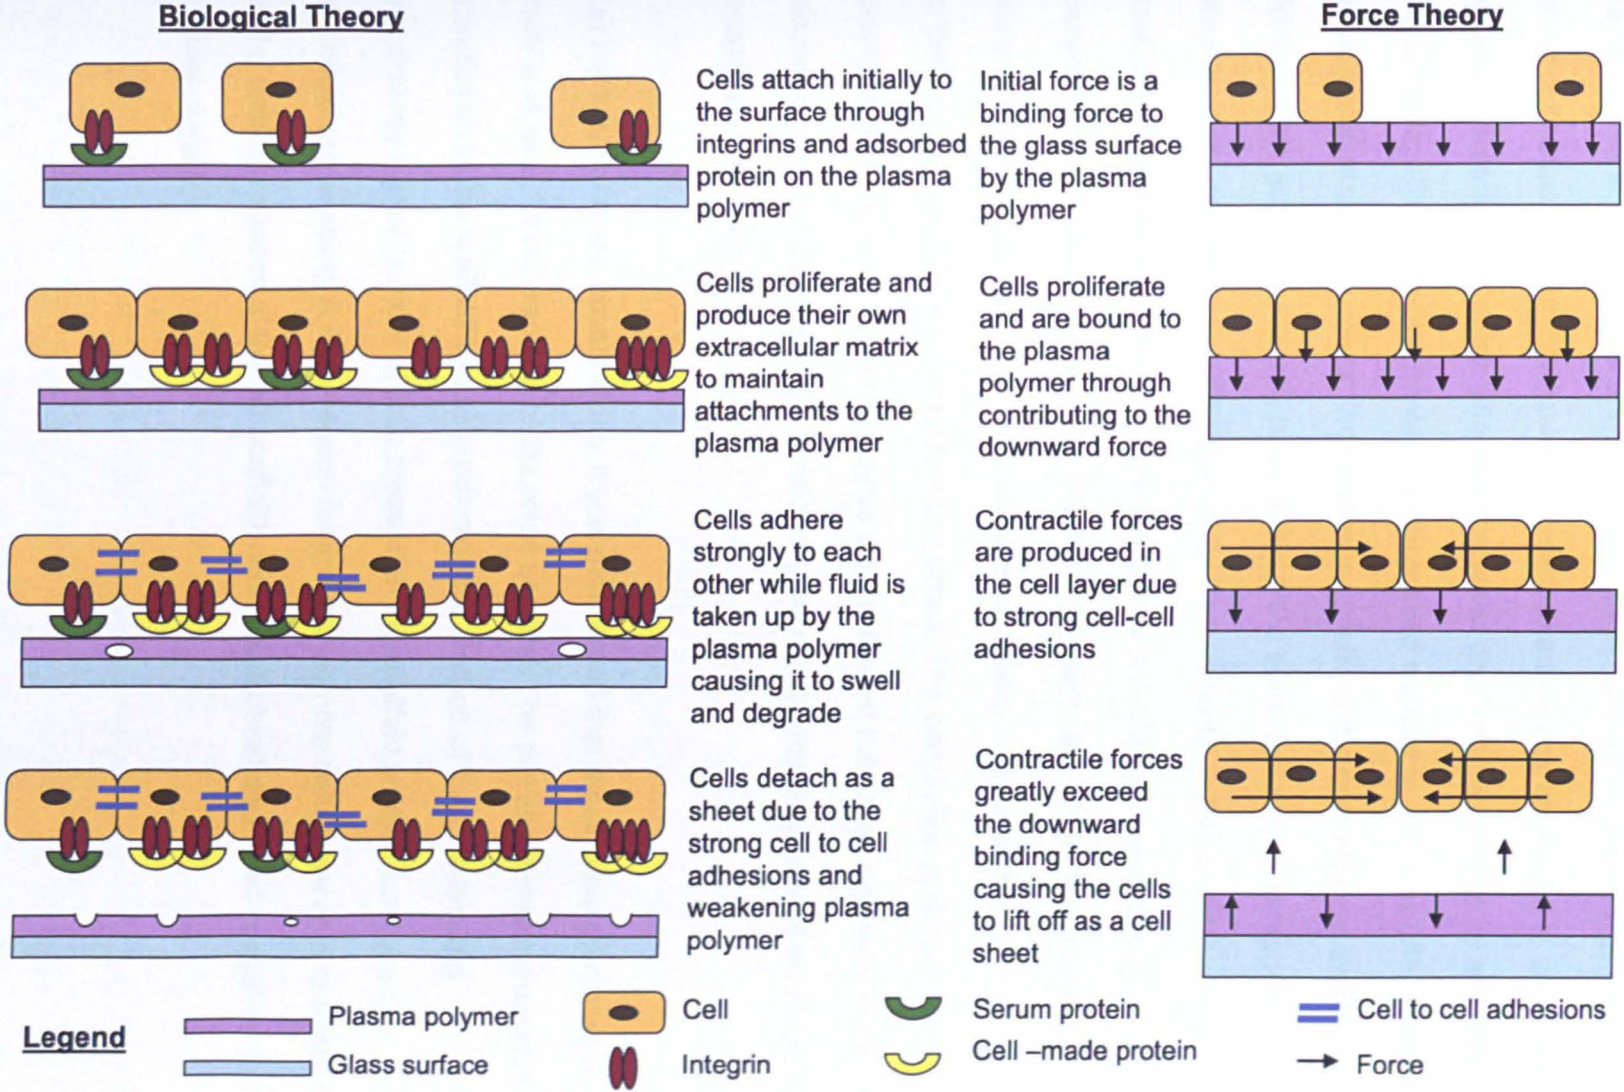 Biological Theory
Force Theory
Cells attach initially to
the surface through
integrins and adsorbed
protein on the plasma
polymer
Initial force is a
binding force to
the glass surface
by the plasma
polymer
Cells proliferate and
produce their own
extracellular matrix
to maintain
attachments to the
plasma polymer
Cells proliferate
and are bound to
the plasma
polymer through
contributing to the
downward force
Cells adhere
strongly to each
other while fluid is
taken up by the
plasma polymer
causing it to swell
and degrade
Contractile forces
are produced in
the cell layer due
to strong cell-cell
adhesions
Cells detach as a
sheet due to the
strong cell to cell
adhesions and
weakening plasma
polymer
Contractile forces
greatly exceed
the downward
binding force
causing the cells
to lift off as a cell
sheet
Legend
Plasma polymer
Glass surface
Cell
Integrin
Serum protein
Cell –made protein
Cell to cell adhesions
Force